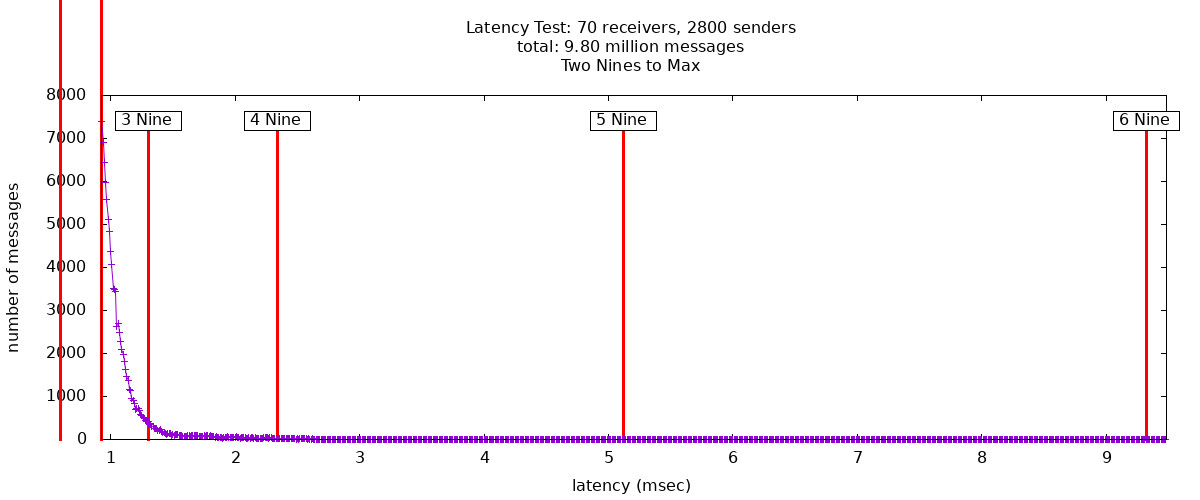 Latency Test: 70 receivers, 2800 senders
total: 9.80 million messages
Two Nines to Max
8000
7000
6000
5000
4000
3000
2000
1000
0
3 Nine
4 Nine
5 Nine
6 Nine
number of messages
1 2 3 4 5 6 7 8 9
latency (msec)